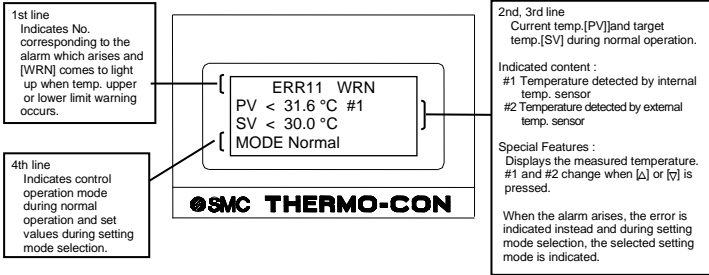 1st line
Indicates No.
corresponding to the
alarm which arises and
[WRN] comes to light
up when temp. upper
or lower limit warning
occurs.
4th line
Indicates control
operation mode
during normal
operation and set
values during setting
mode selection.
ERR11 WRN
PV < 31.6 °C #1
SV < 30.0 °C
MODE Normal
SMC THERMO-CON
2nd, 3rd line
Current temp.[PV]]and target
temp.[SV] during normal operation.
Indicated content :
#1 Temperature detected by internal
temp. sensor
#2 Temperature detected by external
temp. sensor
Special Features :
Displays the measured temperature.
#1 and #2 change when [△] or [▽] is
pressed.
When the alarm arises, the error is
indicated instead and during setting
mode selection, the selected setting
mode is indicated.